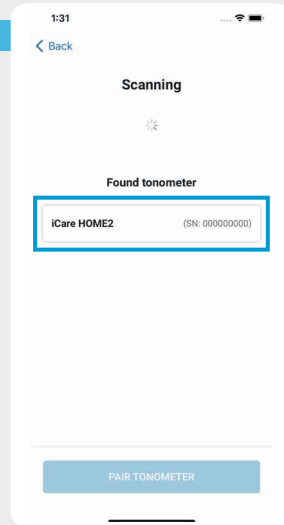 1:31
Back
Scanning
Found tonometer
iCare HOME2 (SN: 000000000)
PAIR TONOMETER